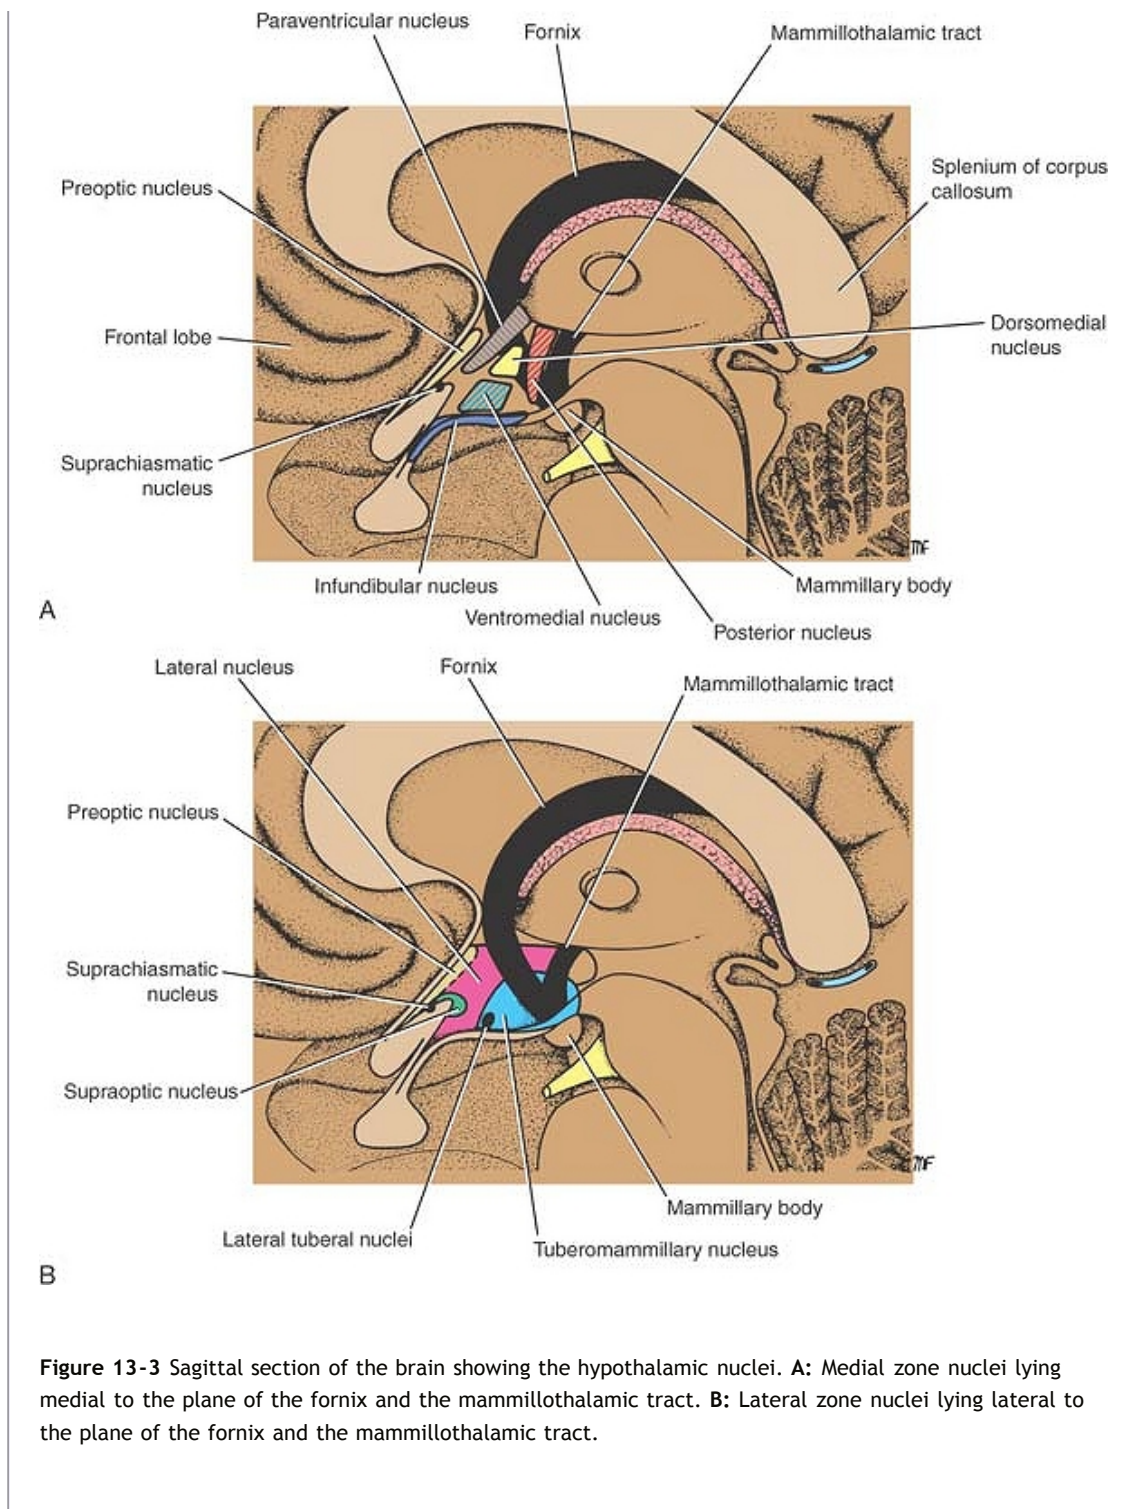 Paraventricular nucleus
Fornix
Mammillothalamic tract
Preoptic nucleus
Splenium of corpus
callosum
Frontal lobe
Dorsomedial
nucleus
Suprachiasmatic
nucleus
Infundibular nucleus
Mammillary body
Ventromedial nucleus
Posterior nucleus
A
Lateral nucleus
Fornix
Mammillothalamic tract
Preoptic nucleus
Suprachiasmatic
nucleus
Supraoptic nucleus
Mammillary body
Lateral tuberal nuclei
Tuberomammillary nucleus
B
Figure 13-3 Sagittal section of the brain showing the hypothalamic nuclei. A: Medial zone nuclei lying
medial to the plane of the fornix and the mammillothalamic tract. B: Lateral zone nuclei lying lateral to
the plane of the fornix and the mammillothalamic tract.